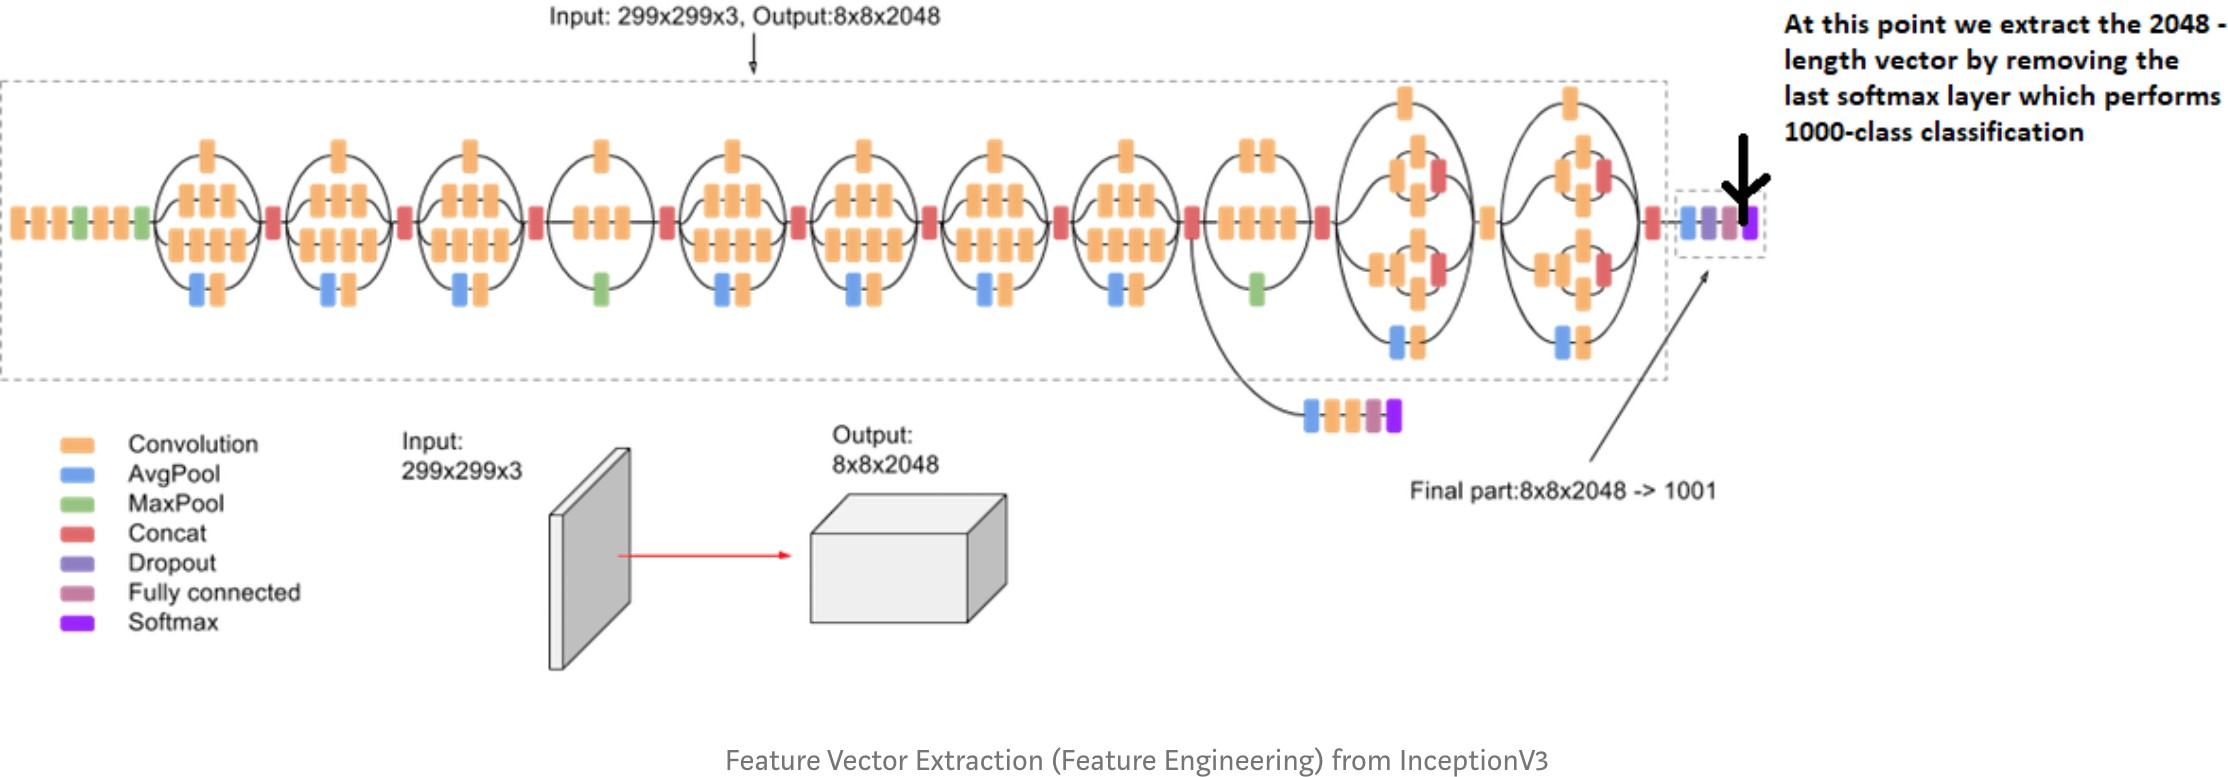 Input: 299x299x3, Output:8x8x2048
At this point we extract the 2048 -
length vector by removing the
last softmax layer which performs
1000-class classification
Convolution
AvgPool
MaxPool
Concat
Dropout
Fully connected
Softmax
Input:
299x299x3
Output:
8x8x2048
Final part:8x8x2048 -> 1001
Feature Vector Extraction (Feature Engineering) from InceptionV3